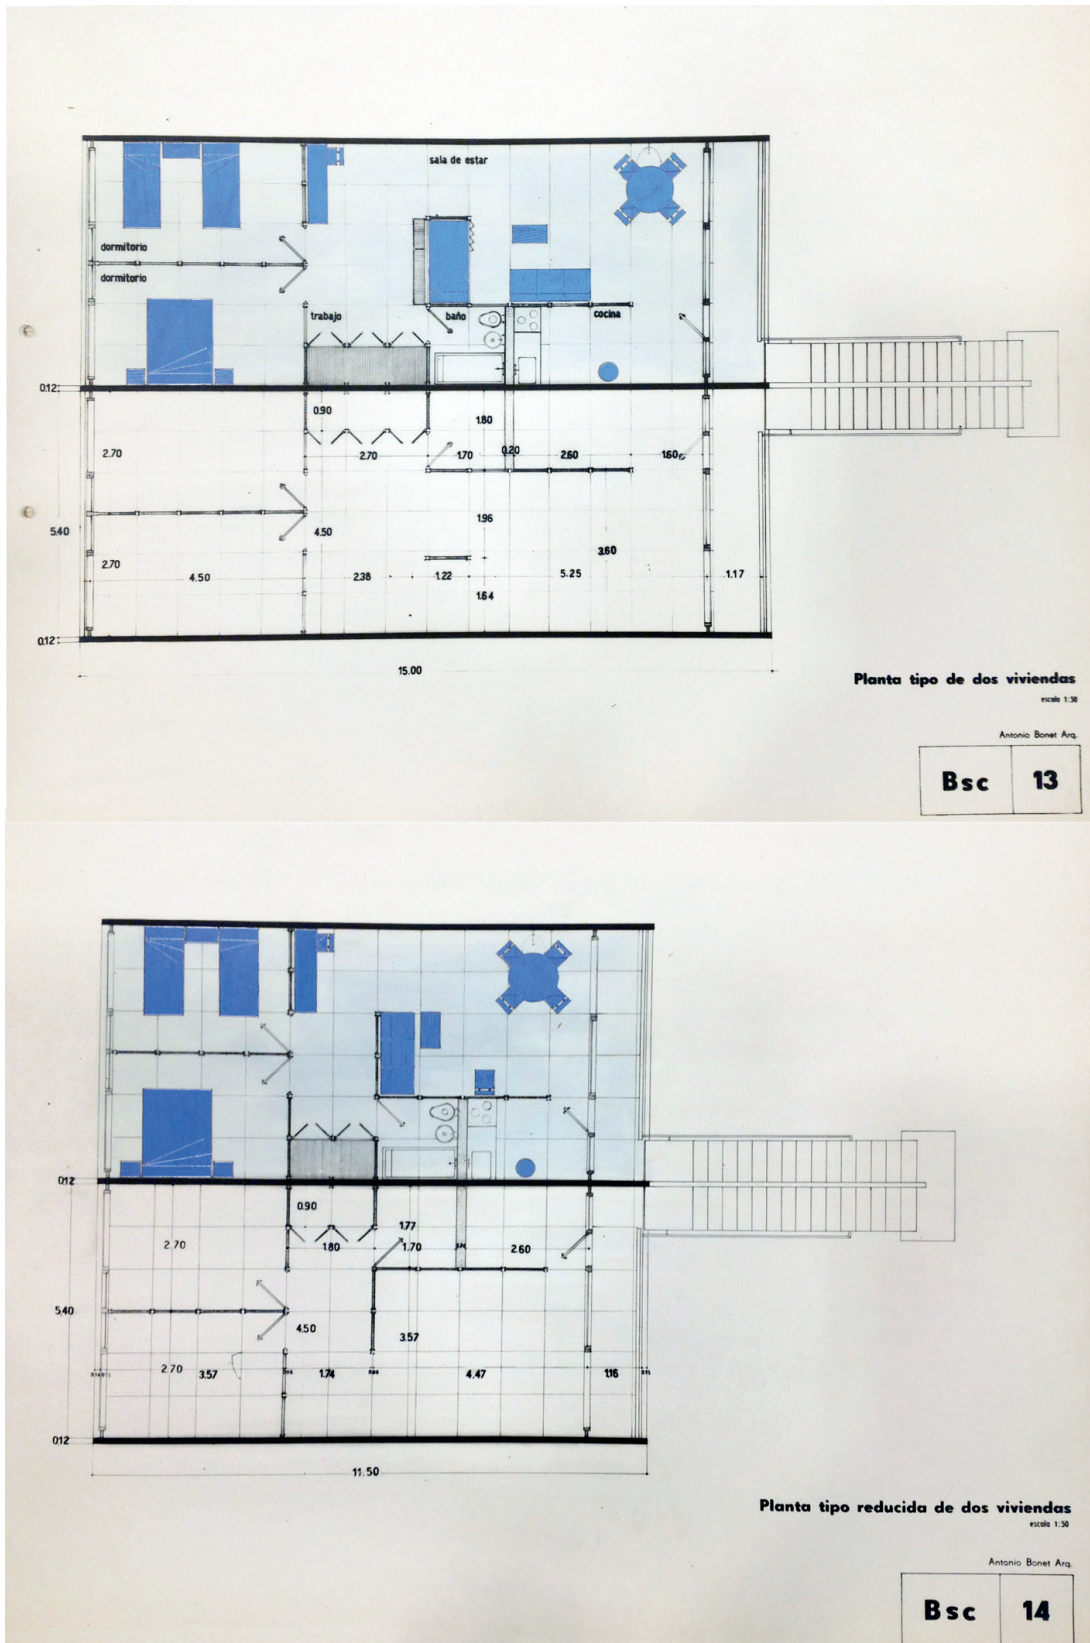 sala de estar
dormitorio
dormitorio
trabajo
baño
cocina
0.12
0.90
1.80
2.70
2.70
1.70
0.20
2.60
1.60
5.40
4.50
1.96
3.60
2.70
4.50
2.38
1.22
5.25
1.17
1.64
0.12
15.00
Planta tipo de dos viviendas
escala 1:50
Antonio Bonet Arq.
Bsc 13
0.12
0.90
1.77
2.70
1.80
1.70
2.60
5.40
4.50
3.57
2.70
3.57
1.74
4.47
1.16
0.12
11.50
Planta tipo reducida de dos viviendas
escala 1:50
Antonio Bonet Arq.
Bsc 14